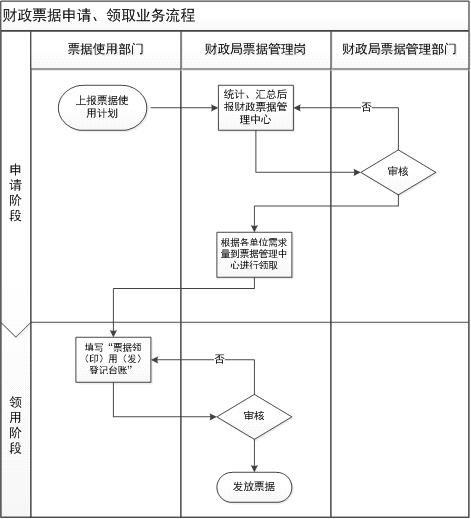 财政票据申请、领取业务流程
票据使用部门
财政局票据管理岗
财政局票据管理部门
申
请
阶
段
上报票据使
用计划
统计、汇总后
报财政票据管
理中心
否
审核
根据各单位需求
量到票据管理中
心进行领取
领
用
阶
段
填写“票据领
（印）用（发）
登记台账”
否
审核
发放票据